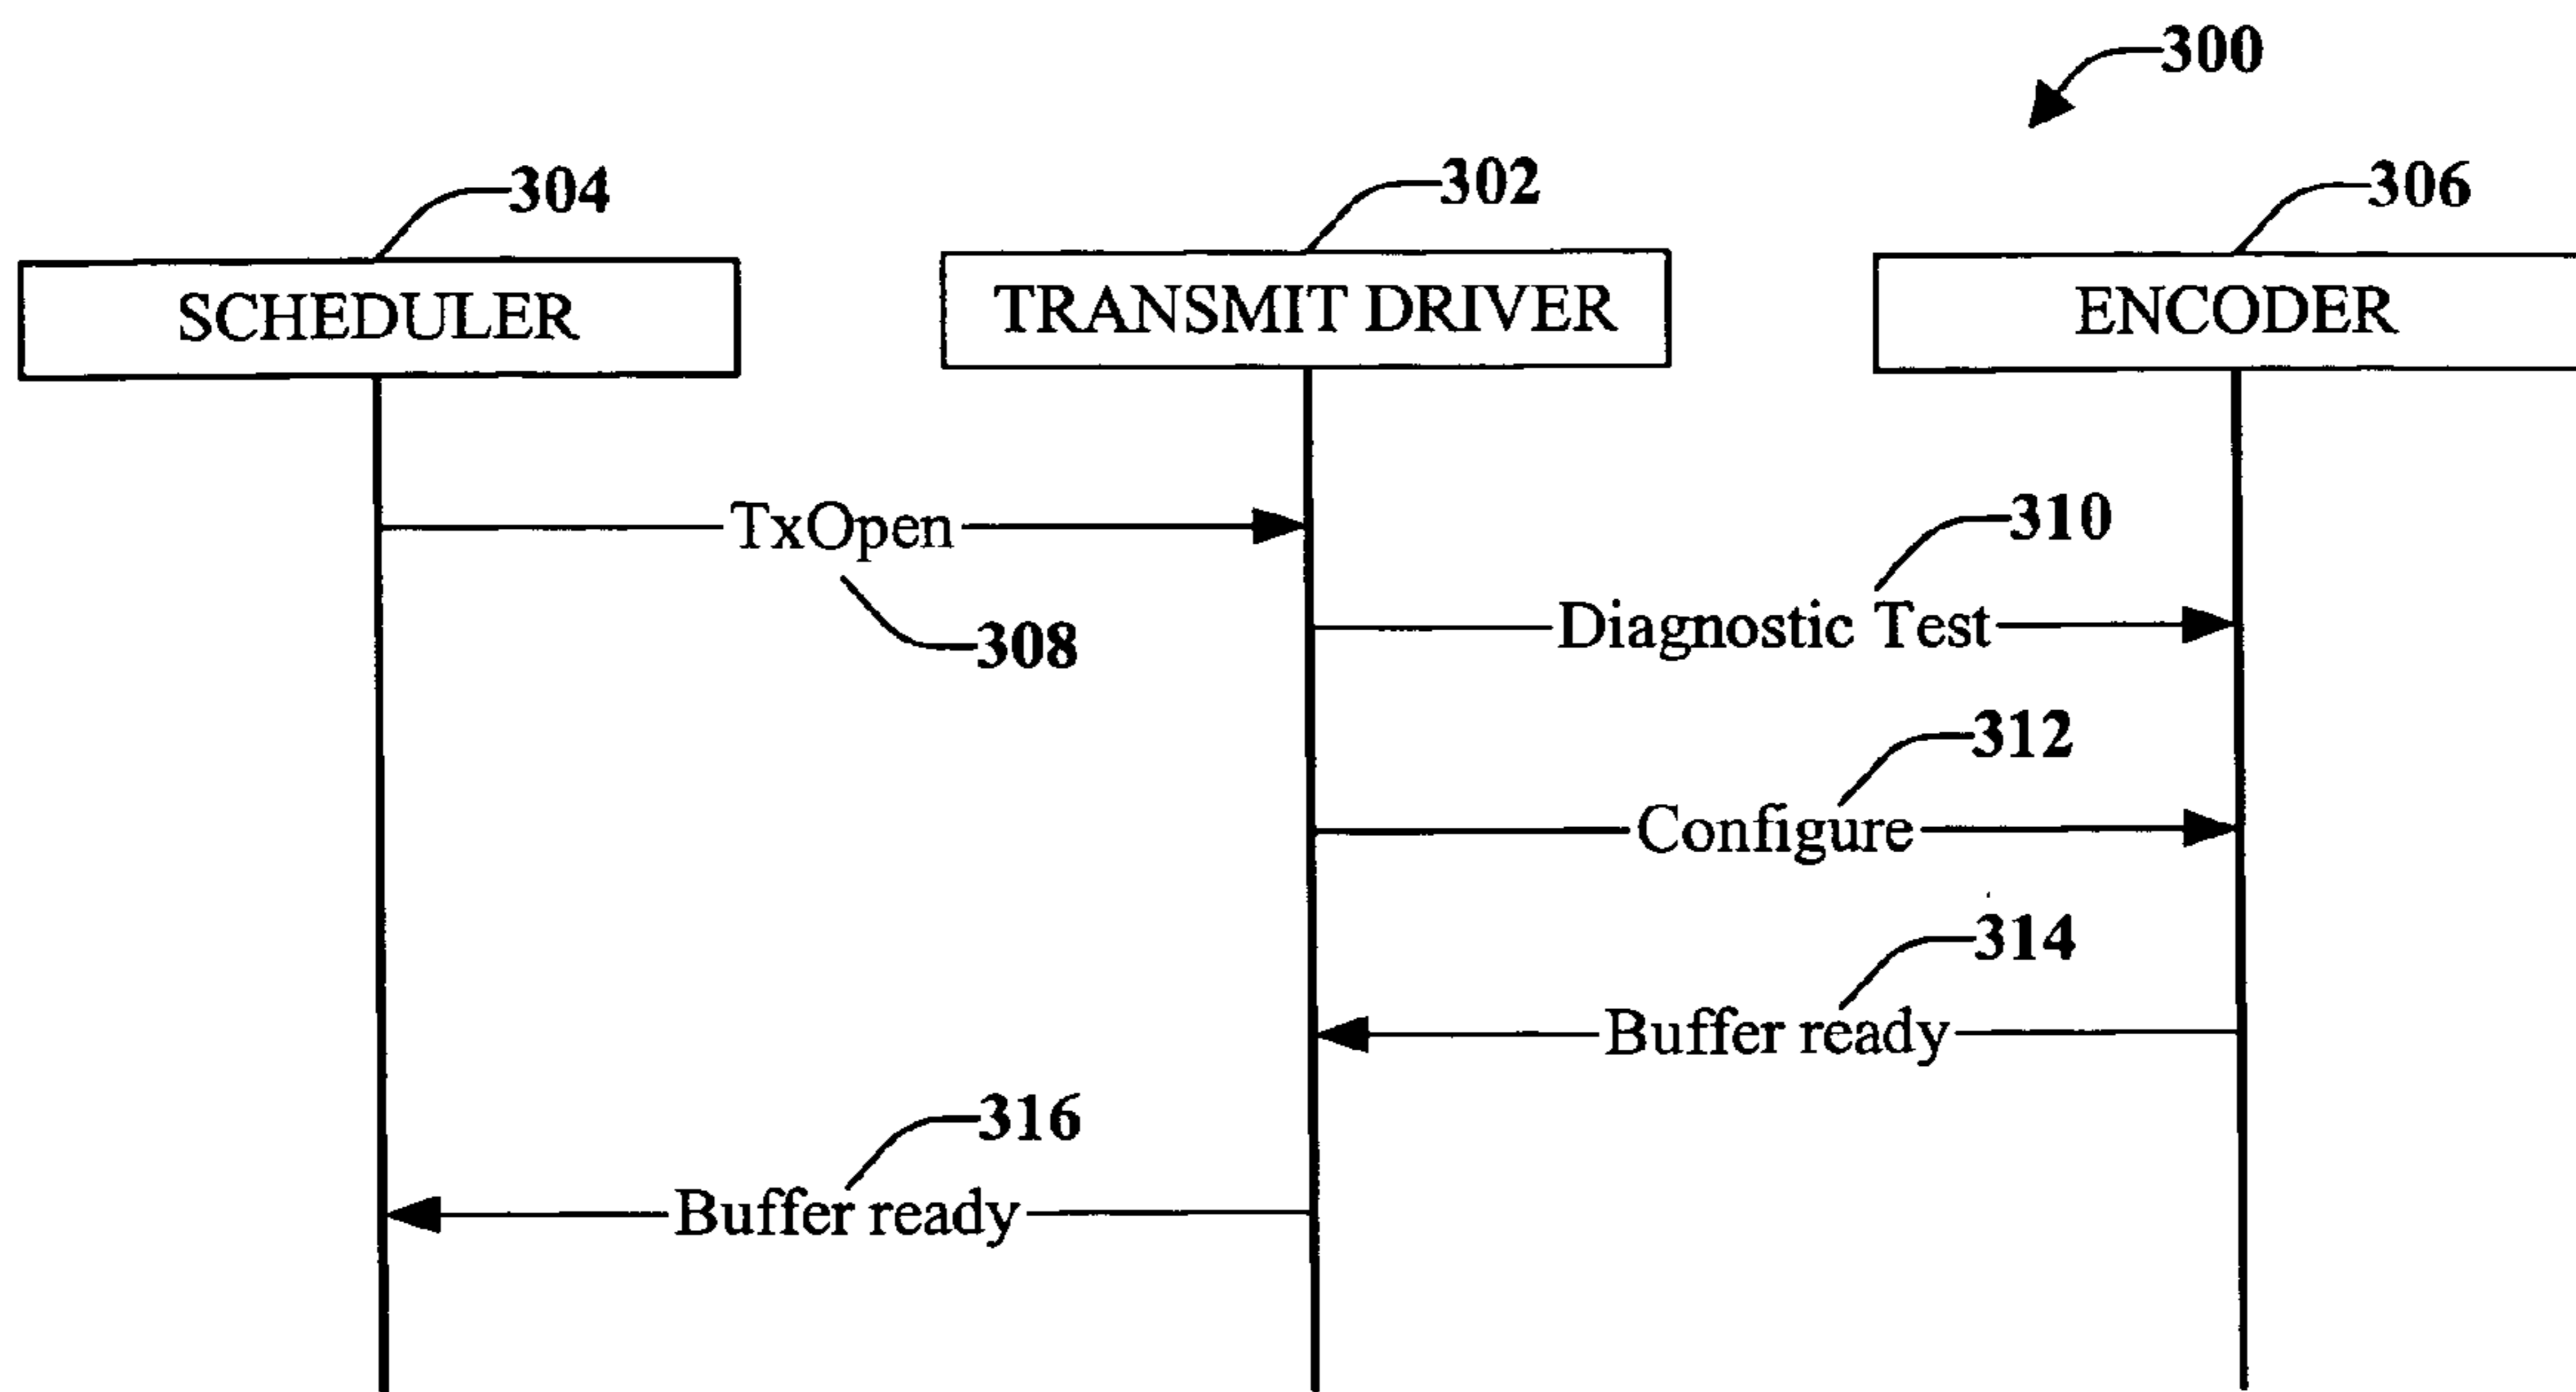 300
304
302
306
SCHEDULER
TRANSMIT DRIVER
ENCODER
TxOpen
308
310
Diagnostic Test
312
Configure
314
Buffer ready
316
Buffer ready